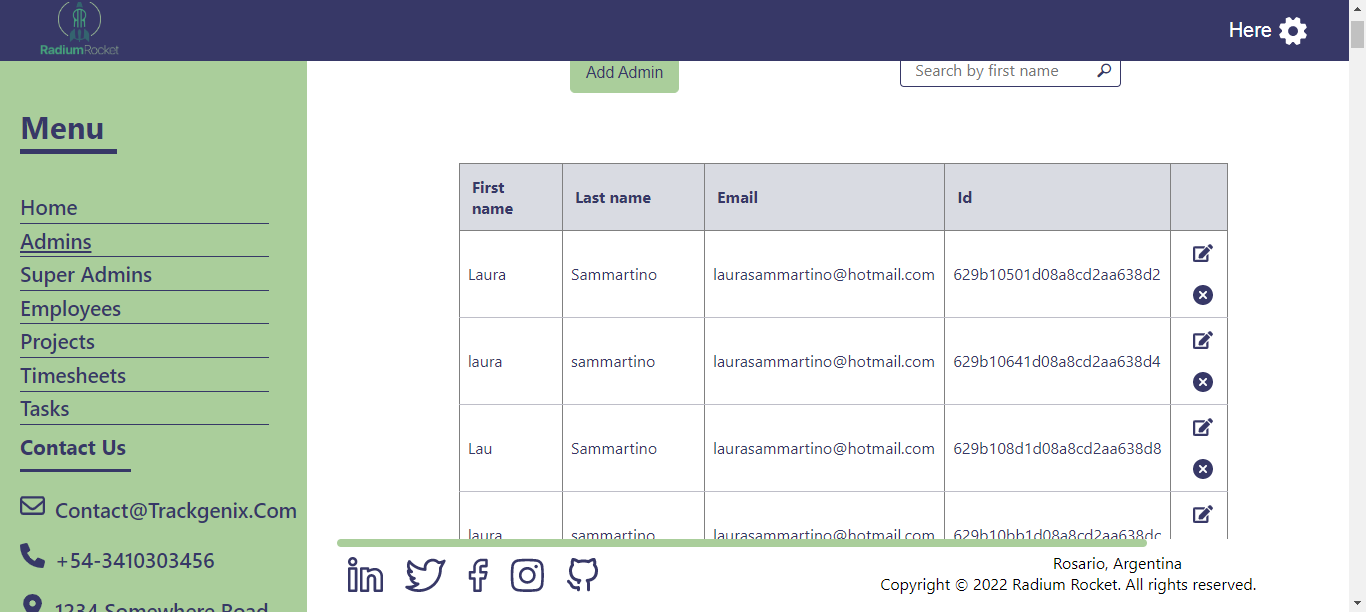 RadiumRocket
Here
Menu
Home
Admins
Super Admins
Employees
Projects
Timesheets
Tasks
Contact Us
Contact@Trackgenix.Com
+54-3410303456
1234 Somewhere Road
Add Admin
Search by first name
First name Last name Email Id
Laura Sammartino laurasammartino@hotmail.com 629b10501d08a8cd2aa638d2
laura sammartino laurasammartino@hotmail.com 629b10641d08a8cd2aa638d4
Lau Sammartino laurasammartino@hotmail.com 629b108d1d08a8cd2aa638d8
laura sammartino laurasammartino@hotmail.com 629b10bb1d08a8cd2aa638dc
Rosario, Argentina
Copyright © 2022 Radium Rocket. All rights reserved.